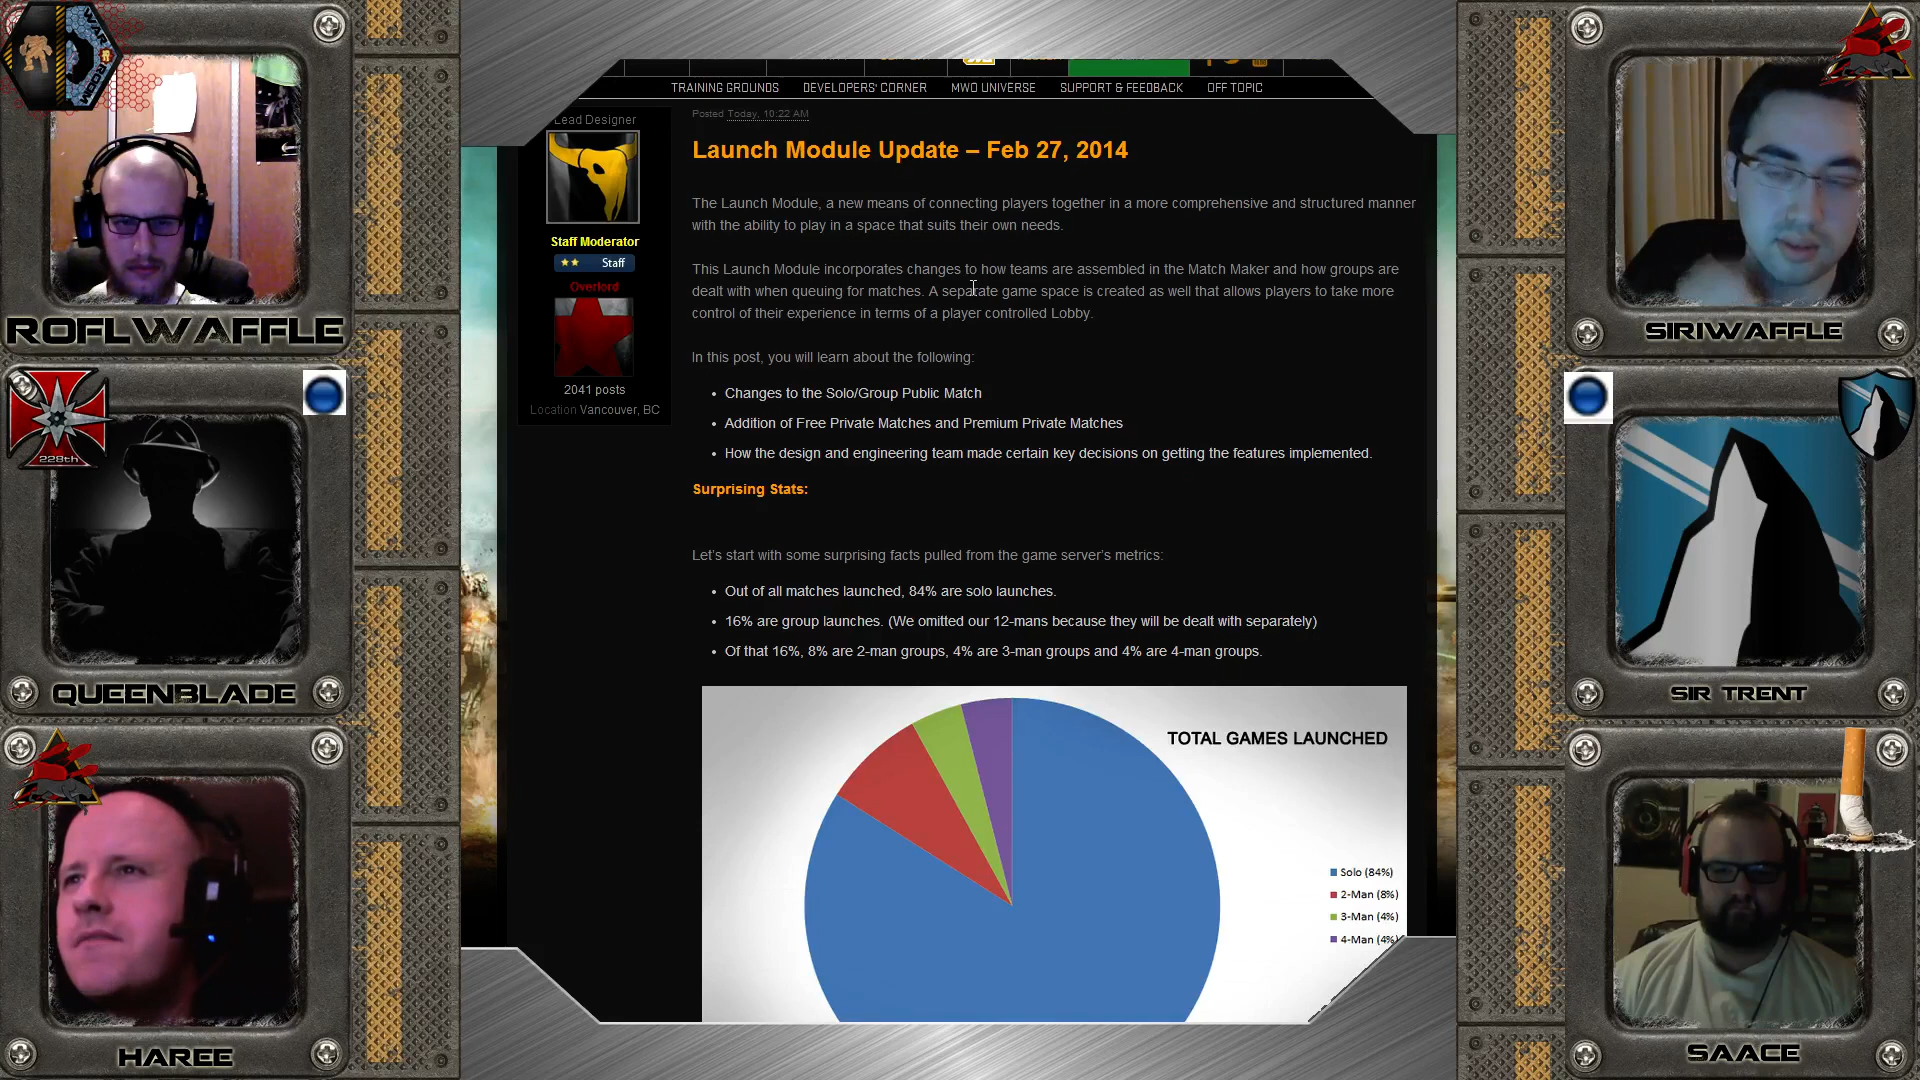 WAR ROOM
ROFLWAFFLE
228th
QUEENBLADE
HAREE
TRAINING GROUNDS DEVELOPERS' CORNER MWO UNIVERSE SUPPORT & FEEDBACK OFF TOPIC
Lead Designer
Staff Moderator
Staff
Overlord
2041 posts
Location Vancouver, BC
Posted Today, 10:22 AM
Launch Module Update – Feb 27, 2014
The Launch Module, a new means of connecting players together in a more comprehensive and structured manner
with the ability to play in a space that suits their own needs.
This Launch Module incorporates changes to how teams are assembled in the Match Maker and how groups are
dealt with when queuing for matches. A separate game space is created as well that allows players to take more
control of their experience in terms of a player controlled Lobby.
In this post, you will learn about the following:
• Changes to the Solo/Group Public Match
• Addition of Free Private Matches and Premium Private Matches
• How the design and engineering team made certain key decisions on getting the features implemented.
Surprising Stats:
Let's start with some surprising facts pulled from the game server's metrics:
• Out of all matches launched, 84% are solo launches.
• 16% are group launches. (We omitted our 12-mans because they will be dealt with separately)
• Of that 16%, 8% are 2-man groups, 4% are 3-man groups and 4% are 4-man groups.
TOTAL GAMES LAUNCHED
Solo (84%)
2-Man (8%)
3-Man (4%)
4-Man (4%)
SIRIWAFFLE
SIR TRENT
SAACE